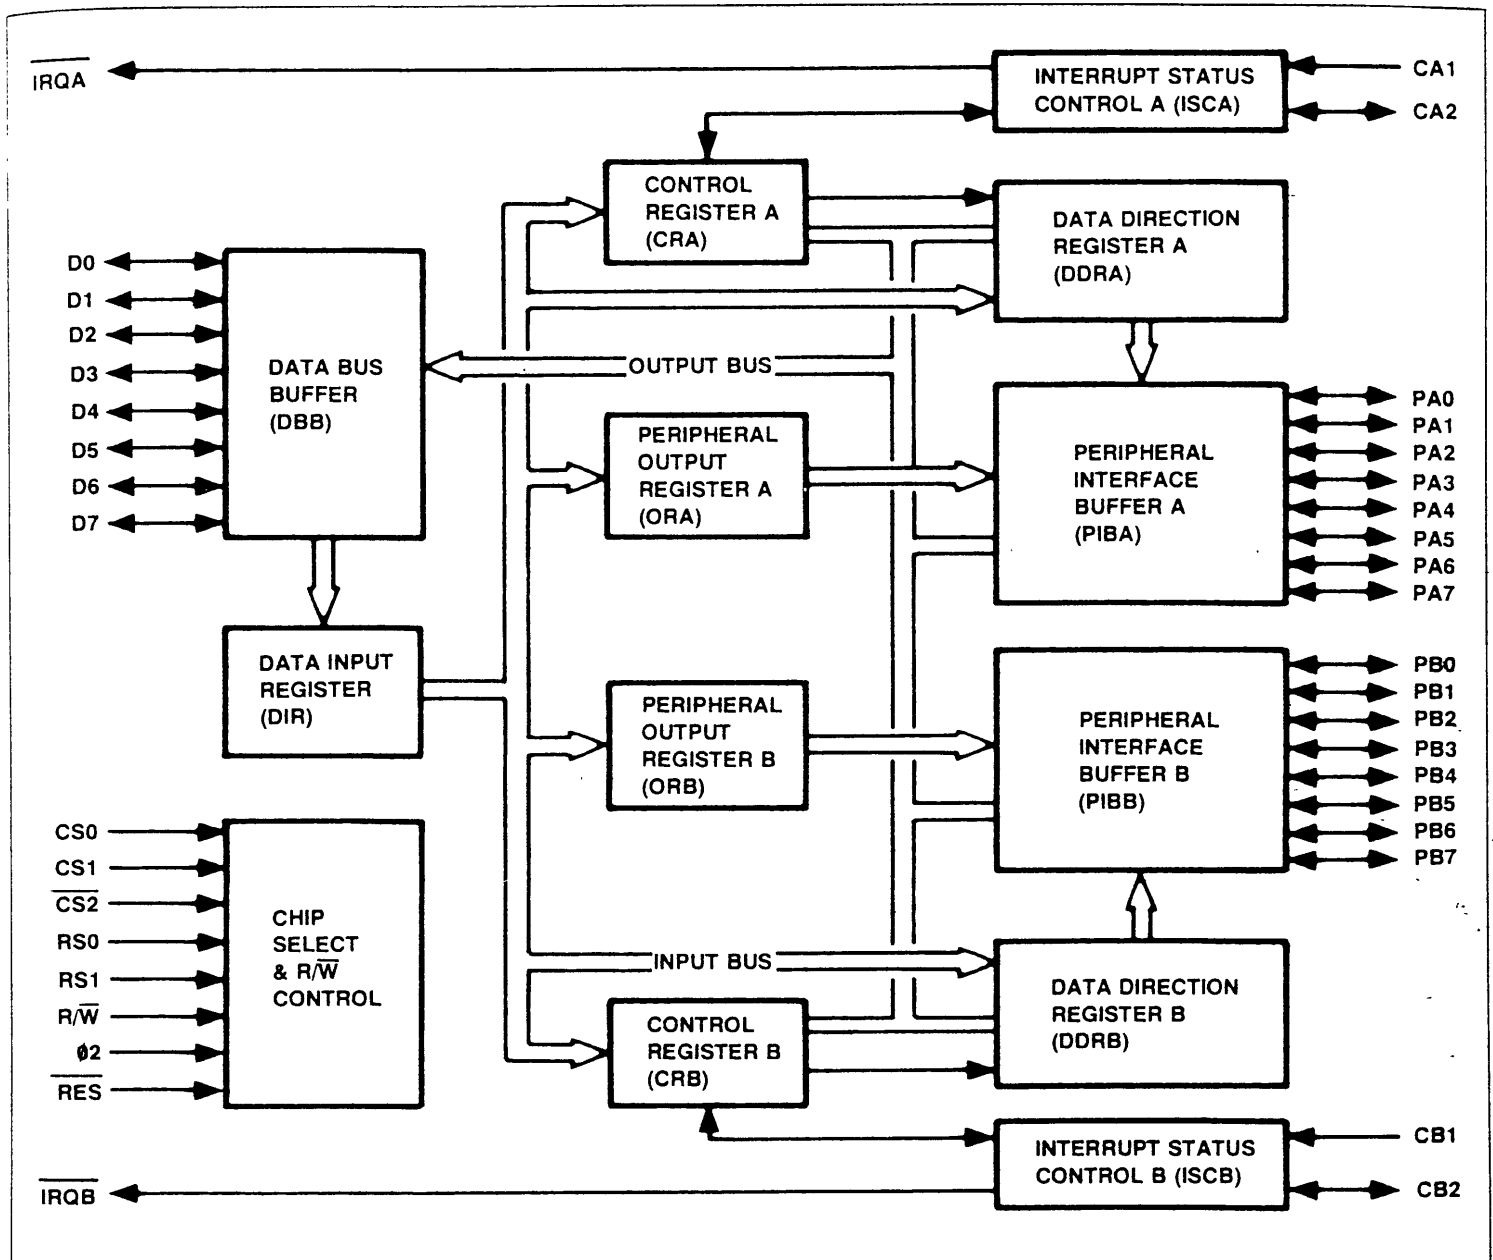 IRQA
INTERRUPT STATUS
CONTROL A (ISCA)
CA1
CA2
CONTROL
REGISTER A
(CRA)
DATA DIRECTION
REGISTER A
(DDRA)
D0
D1
D2
D3
D4
D5
D6
D7
DATA BUS
BUFFER
(DBB)
OUTPUT BUS
PERIPHERAL
OUTPUT
REGISTER A
(ORA)
PERIPHERAL
INTERFACE
BUFFER A
(PIBA)
PA0
PA1
PA2
PA3
PA4
PA5
PA6
PA7
DATA INPUT
REGISTER
(DIR)
PERIPHERAL
OUTPUT
REGISTER B
(ORB)
PERIPHERAL
INTERFACE
BUFFER B
(PIBB)
PB0
PB1
PB2
PB3
PB4
PB5
PB6
PB7
CS0
CS1
C̅S̅2̅
RS0
RS1
R/W̅
ø2
R̅E̅S̅
CHIP
SELECT
& R/W̅
CONTROL
INPUT BUS
CONTROL
REGISTER B
(CRB)
DATA DIRECTION
REGISTER B
(DDRB)
INTERRUPT STATUS
CONTROL B (ISCB)
CB1
CB2
I̅R̅Q̅B̅